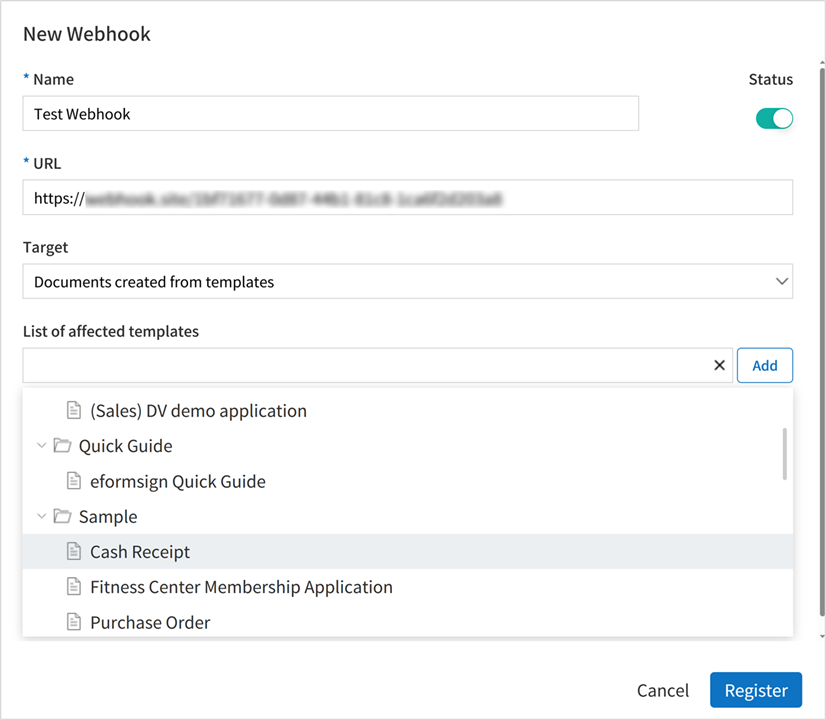 New Webhook
* Name
Status
Test Webhook
* URL
https://
Target
Documents created from templates
List of affected templates
Add
(Sales) DV demo application
Quick Guide
eformsign Quick Guide
Sample
Cash Receipt
Fitness Center Membership Application
Purchase Order
Cancel
Register